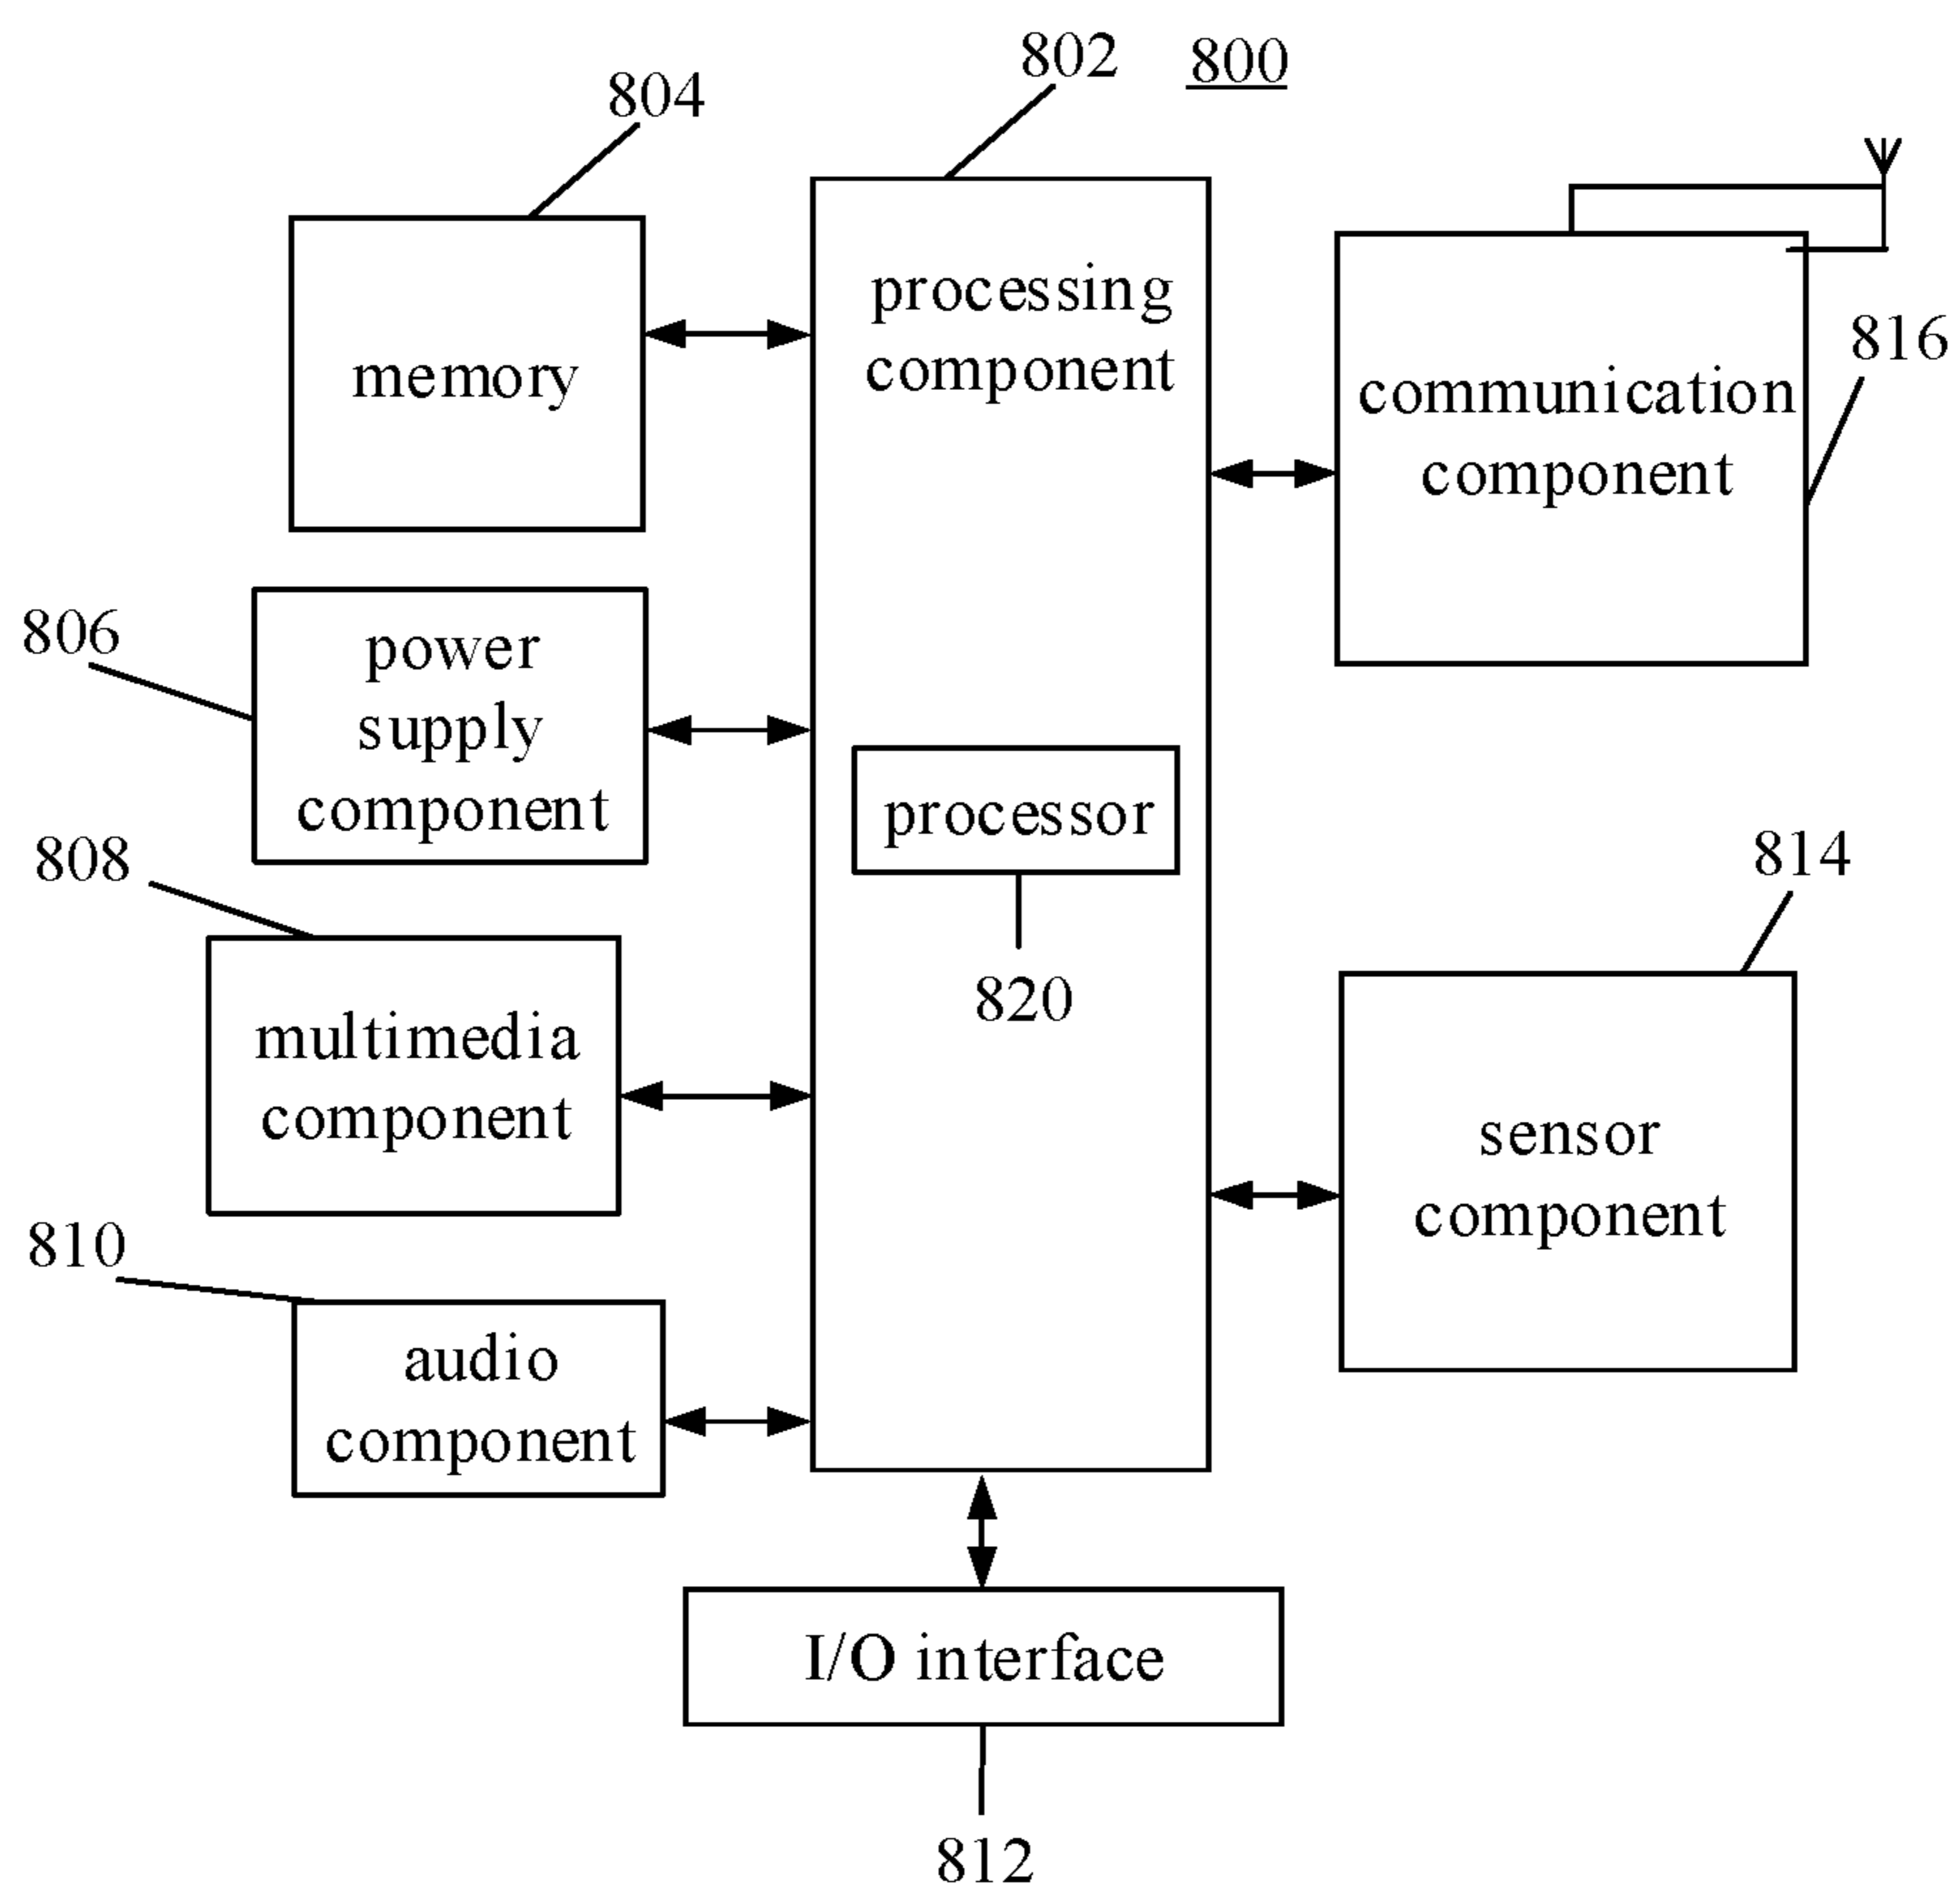 802
800
804
processing
component
816
memory
communication
component
806
power
supply
component
processor
808
814
820
multimedia
component
sensor
component
810
audio
component
I/O interface
812